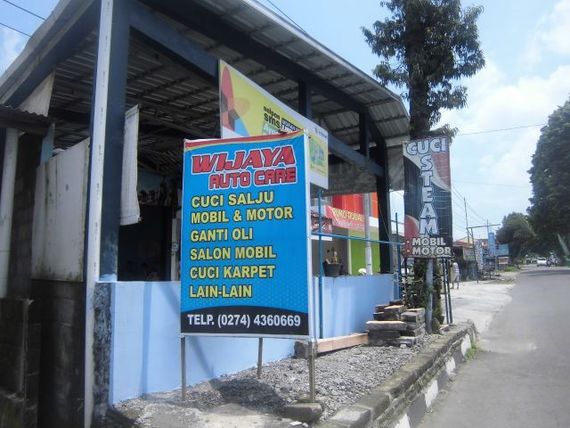 WIJAYA
AUTO CARE
CUCI SALJU
MOBIL & MOTOR
GANTI OLI
SALON MOBIL
CUCI KARPET
LAIN-LAIN
TELP. (0274) 4360669
CUCI
STEAM
MOBIL
MOTOR